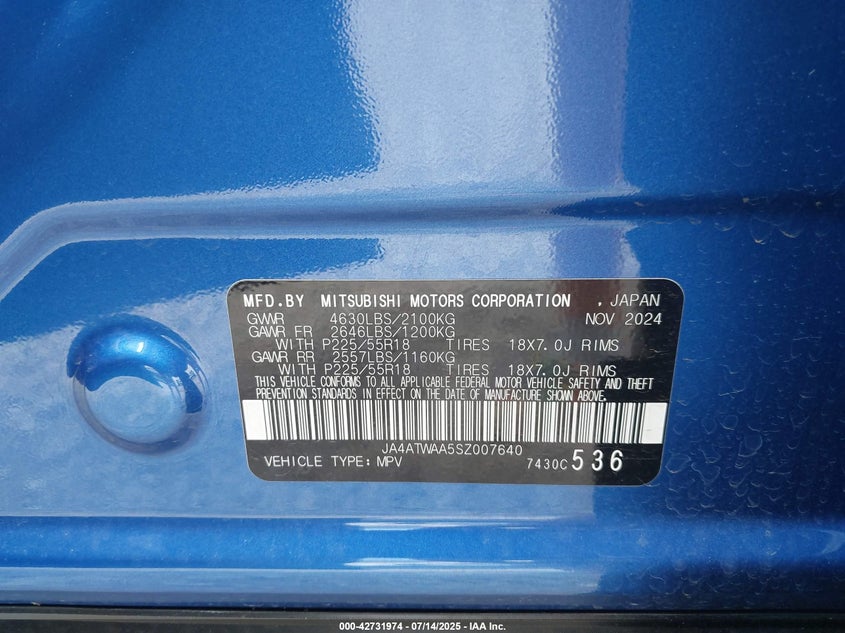 MFD.BY MITSUBISHI MOTORS CORPORATION , JAPAN
GVWR 4630LBS/2100KG NOV 2024
GAWR FR 2646LBS/1200KG
WITH P225/55R18 TIRES 18X7.0J RIMS
GAWR RR 2557LBS/1160KG
WITH P225/55R18 TIRES 18X7.0J RIMS
THIS VEHICLE CONFORMS TO ALL APPLICABLE FEDERAL MOTOR VEHICLE SAFETY AND THEFT
PREVENTION STANDARDS IN EFFECT ON THE DATE OF MANUFACTURE SHOWN ABOVE.
JA4ATWAA5SZ007640
VEHICLE TYPE:MPV 7430C 536
000-42731974 - 07/14/2025 - IAA Inc.